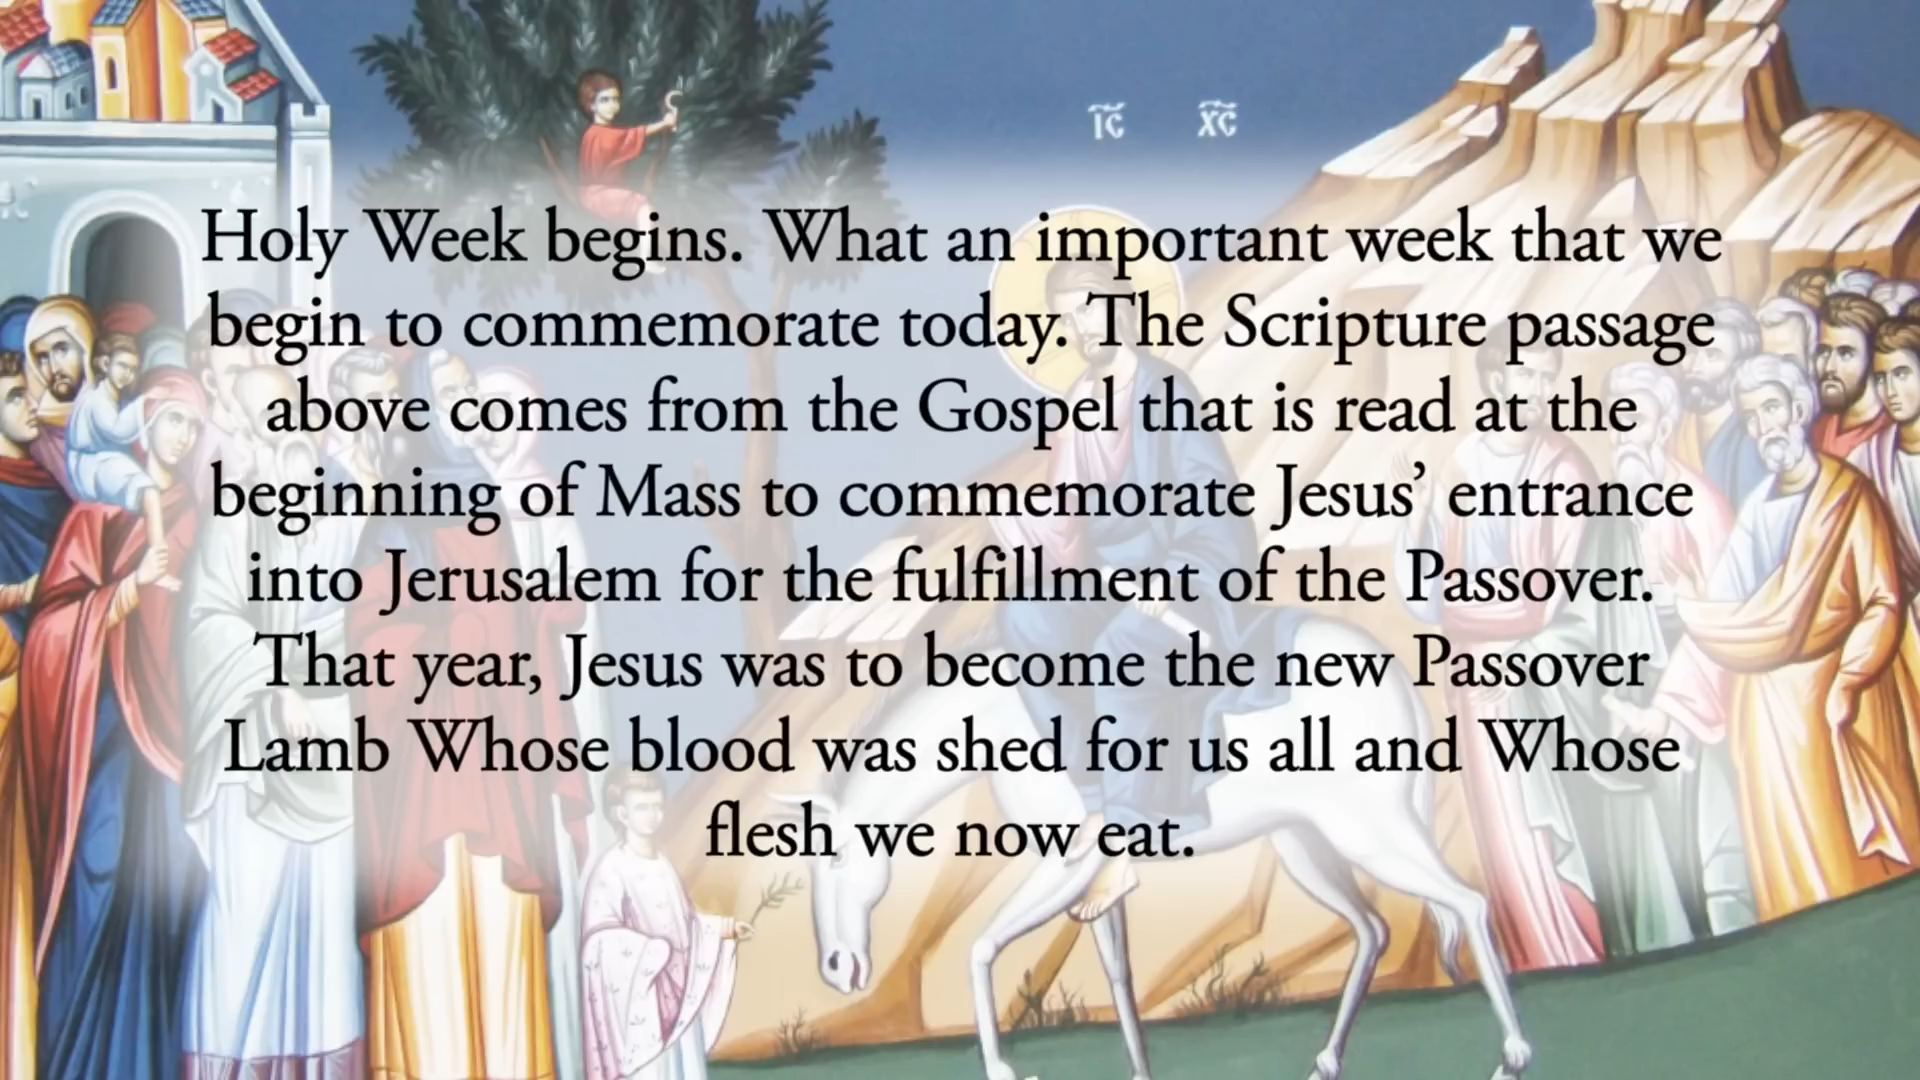 IC XC
Holy Week begins. What an important week that we
begin to commemorate today. The Scripture passage
above comes from the Gospel that is read at the
beginning of Mass to commemorate Jesus’ entrance
into Jerusalem for the fulfillment of the Passover.
That year, Jesus was to become the new Passover
Lamb Whose blood was shed for us all and Whose
flesh we now eat.